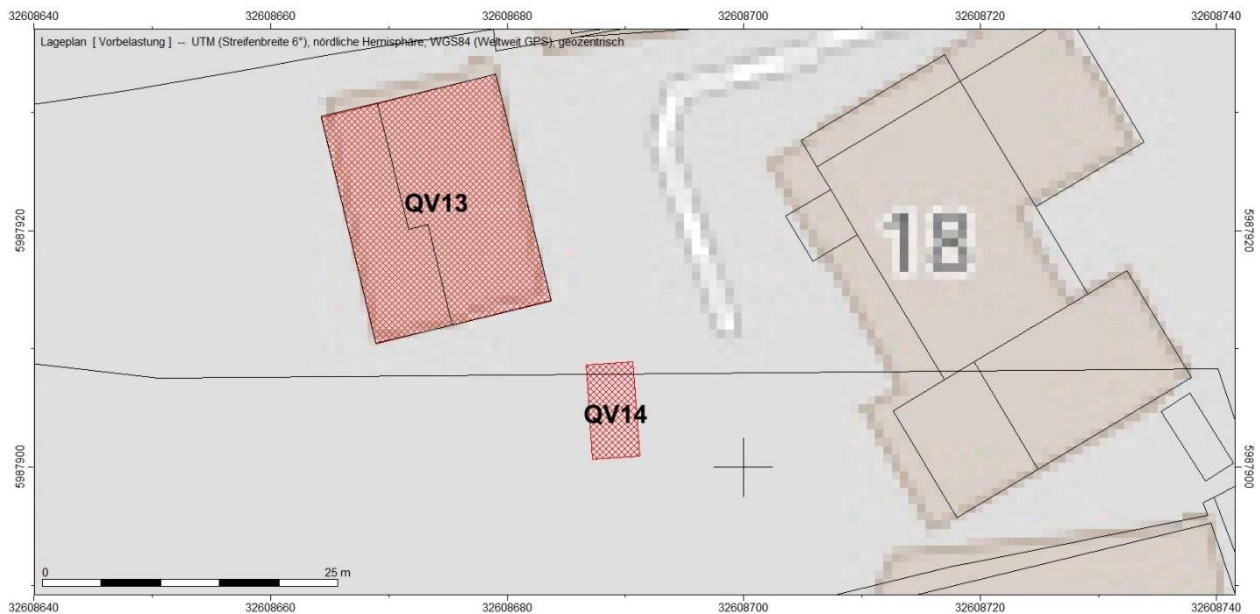 32608640 32608660 32608680 32608700 32608720 32608740
Lageplan [ Vorbelastung ] -- UTM (Streifenbreite 6°), nördliche Hemisphäre, WGS84 (Weltweit GPS), geozentrisch
QV13
5987920 18 5987920
QV14
5987900 5987900
0 25 m
32608640 32608660 32608680 32608700 32608720 32608740